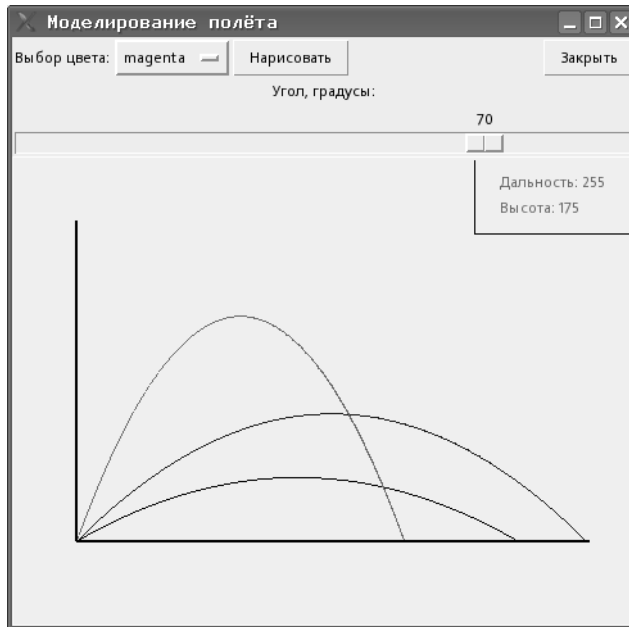 Моделирование полёта
Выбор цвета: magenta Нарисовать Закрыть
Угол, градусы:
70
Дальность: 255
Высота: 175